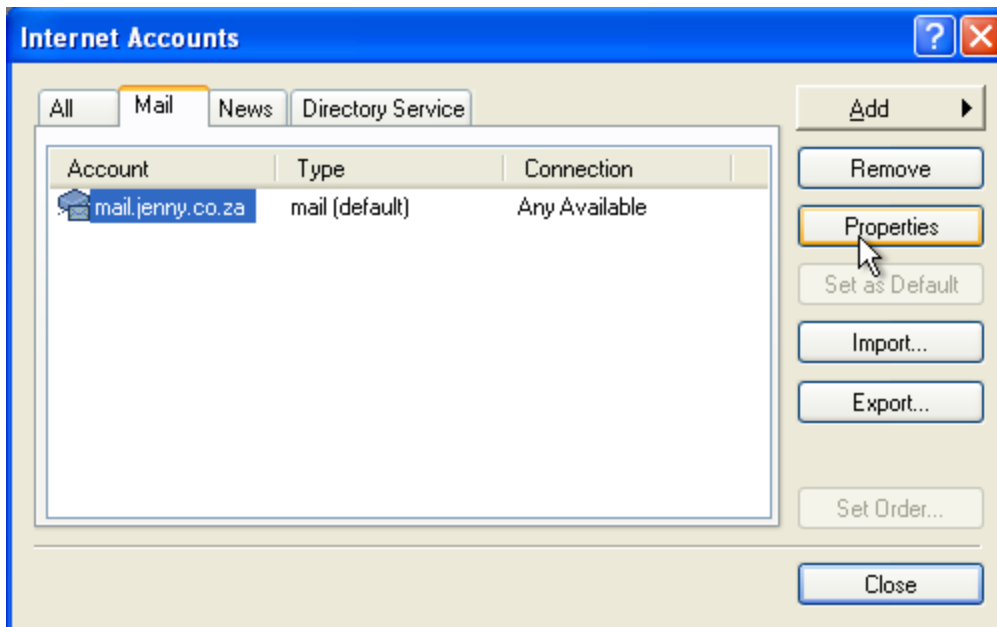 Internet Accounts
All Mail News Directory Service
Add
Remove
Properties
Set as Default
Import...
Export...
Set Order...
Close
Account Type Connection
mail.jenny.co.za mail (default) Any Available